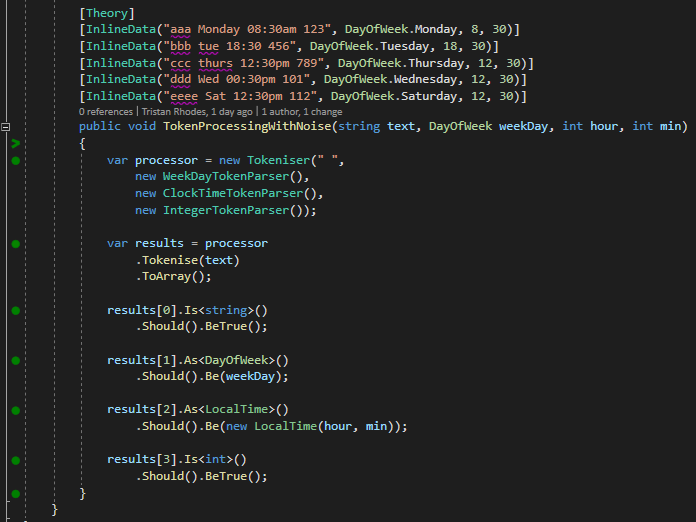 [Theory]
[InlineData("aaa Monday 08:30am 123", DayOfWeek.Monday, 8, 30)]
[InlineData("bbb tue 18:30 456", DayOfWeek.Tuesday, 18, 30)]
[InlineData("ccc thurs 12:30pm 789", DayOfWeek.Thursday, 12, 30)]
[InlineData("ddd Wed 00:30pm 101", DayOfWeek.Wednesday, 12, 30)]
[InlineData("eeee Sat 12:30pm 112", DayOfWeek.Saturday, 12, 30)]
0 references | Tristan Rhodes, 1 day ago | 1 author, 1 change
public void TokenProcessingWithNoise(string text, DayOfWeek weekDay, int hour, int min)
{
var processor = new Tokeniser(" ",
new WeekDayTokenParser(),
new ClockTimeTokenParser(),
new IntegerTokenParser());
var results = processor
.Tokenise(text)
.ToArray();
results[0].Is<string>()
.Should().BeTrue();
results[1].As<DayOfWeek>()
.Should().Be(weekDay);
results[2].As<LocalTime>()
.Should().Be(new LocalTime(hour, min));
results[3].Is<int>()
.Should().BeTrue();
}
}